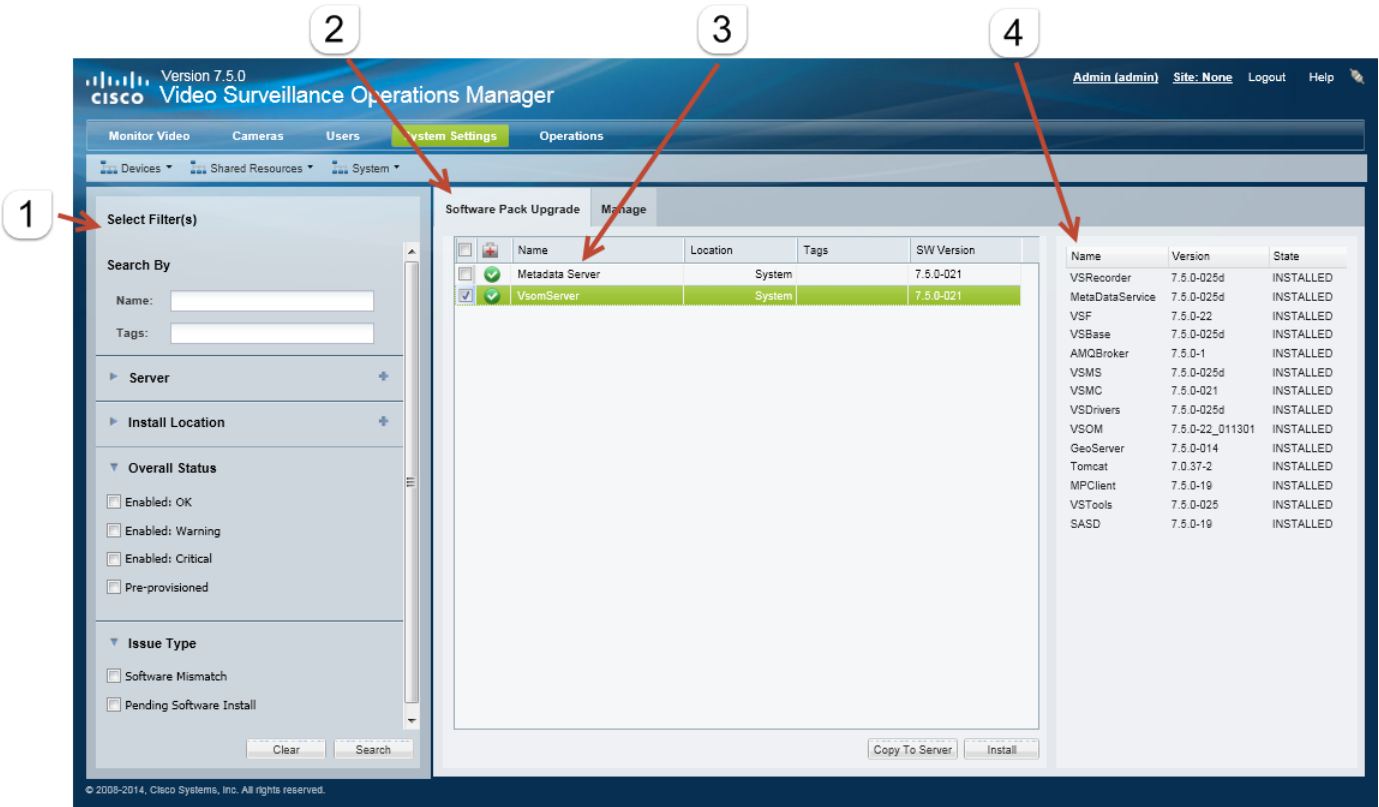 1
2
3
4
Version 7.5.0
CISCO Video Surveillance Operations Manager
Admin (admin) Site: None Logout Help
Monitor Video Cameras Users System Settings Operations
Devices Shared Resources System
Select Filter(s)
Search By
Name:
Tags:
Server
Install Location
Overall Status
Enabled: OK
Enabled: Warning
Enabled: Critical
Pre-provisioned
Issue Type
Software Mismatch
Pending Software Install
Clear Search
Software Pack Upgrade Manage
Name Location Tags SW Version
Metadata Server System 7.5.0-021
VsomServer System 7.5.0-021
Copy To Server Install
Name Version State
VSRecorder 7.5.0-025d INSTALLED
MetaDataService 7.5.0-025d INSTALLED
VSF 7.5.0-22 INSTALLED
VSBase 7.5.0-025d INSTALLED
AMQBroker 7.5.0-1 INSTALLED
VSMS 7.5.0-025d INSTALLED
VSMC 7.5.0-021 INSTALLED
VSDrivers 7.5.0-025d INSTALLED
VSOM 7.5.0-22_011301 INSTALLED
GeoServer 7.5.0-014 INSTALLED
Tomcat 7.0.37-2 INSTALLED
MPClient 7.5.0-19 INSTALLED
VSTools 7.5.0-025 INSTALLED
SASD 7.5.0-19 INSTALLED
© 2008-2014, Cisco Systems, Inc. All rights reserved.